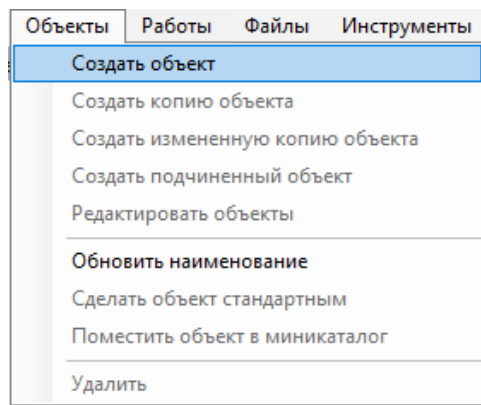 Объекты Работы Файлы Инструменты
Создать объект
Создать копию объекта
Создать измененную копию объекта
Создать подчиненный объект
Редактировать объекты
Обновить наименование
Сделать объект стандартным
Поместить объект в миникаталог
Удалить